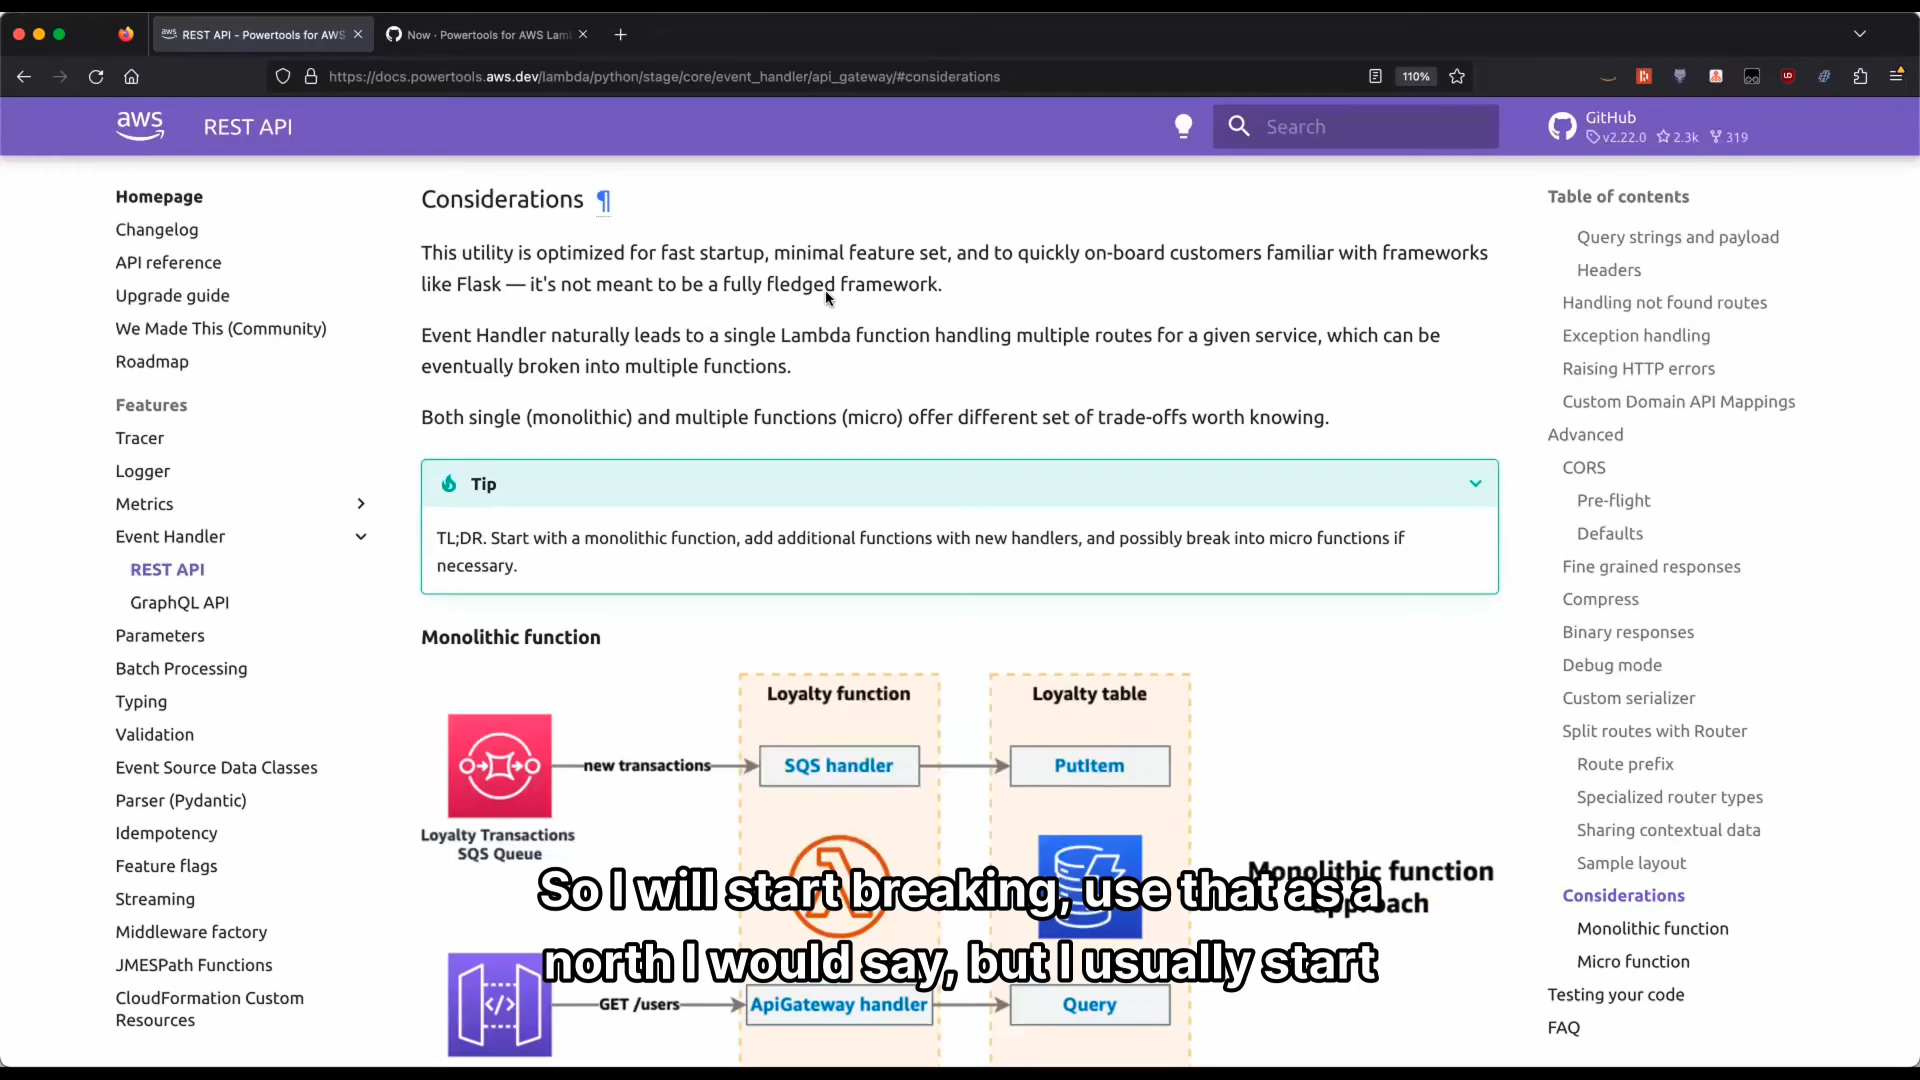 REST API - Powertools for AWS
Now · Powertools for AWS Lam
https://docs.powertools.aws.dev/lambda/python/stage/core/event_handler/api_gateway/#considerations
110%
aws
REST API
Search
GitHub
v2.22.0 2.3k 319
Homepage
Changelog
API reference
Upgrade guide
We Made This (Community)
Roadmap
Features
Tracer
Logger
Metrics
Event Handler
REST API
GraphQL API
Parameters
Batch Processing
Typing
Validation
Event Source Data Classes
Parser (Pydantic)
Idempotency
Feature flags
Streaming
Middleware factory
JMESPath Functions
CloudFormation Custom
Resources
Considerations ¶
This utility is optimized for fast startup, minimal feature set, and to quickly on-board customers familiar with frameworks
like Flask — it's not meant to be a fully fledged framework.
Event Handler naturally leads to a single Lambda function handling multiple routes for a given service, which can be
eventually broken into multiple functions.
Both single (monolithic) and multiple functions (micro) offer different set of trade-offs worth knowing.
Tip
TL;DR. Start with a monolithic function, add additional functions with new handlers, and possibly break into micro functions if
necessary.
Monolithic function
Loyalty function
Loyalty table
new transactions
SQS handler
PutItem
Loyalty Transactions
SQS Queue
Monolithic function
approach
GET /users
ApiGateway handler
Query
So I will start breaking, use that as a
north I would say, but I usually start
Table of contents
Query strings and payload
Headers
Handling not found routes
Exception handling
Raising HTTP errors
Custom Domain API Mappings
Advanced
CORS
Pre-flight
Defaults
Fine grained responses
Compress
Binary responses
Debug mode
Custom serializer
Split routes with Router
Route prefix
Specialized router types
Sharing contextual data
Sample layout
Considerations
Monolithic function
Micro function
Testing your code
FAQ